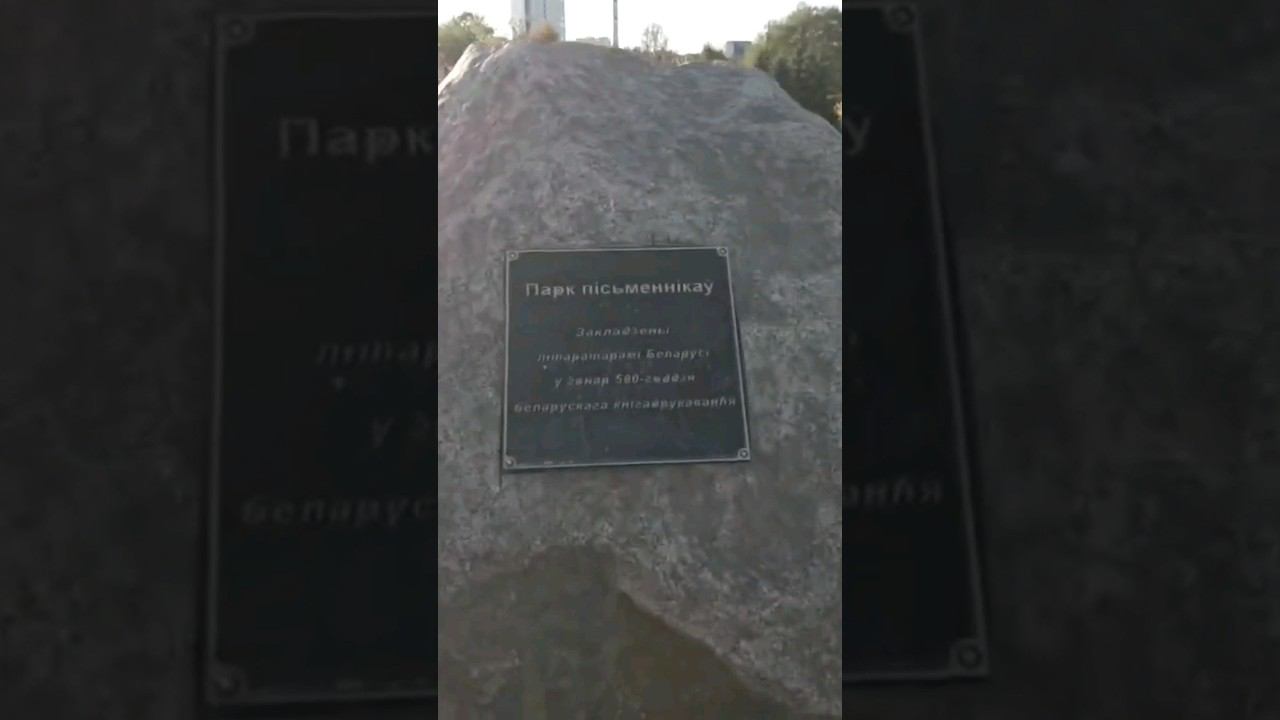 Парк пісьменнікаў
Закладзены
літаратарамі Беларусі
у гонар 500-годдзя
беларускага кнігадрукавання